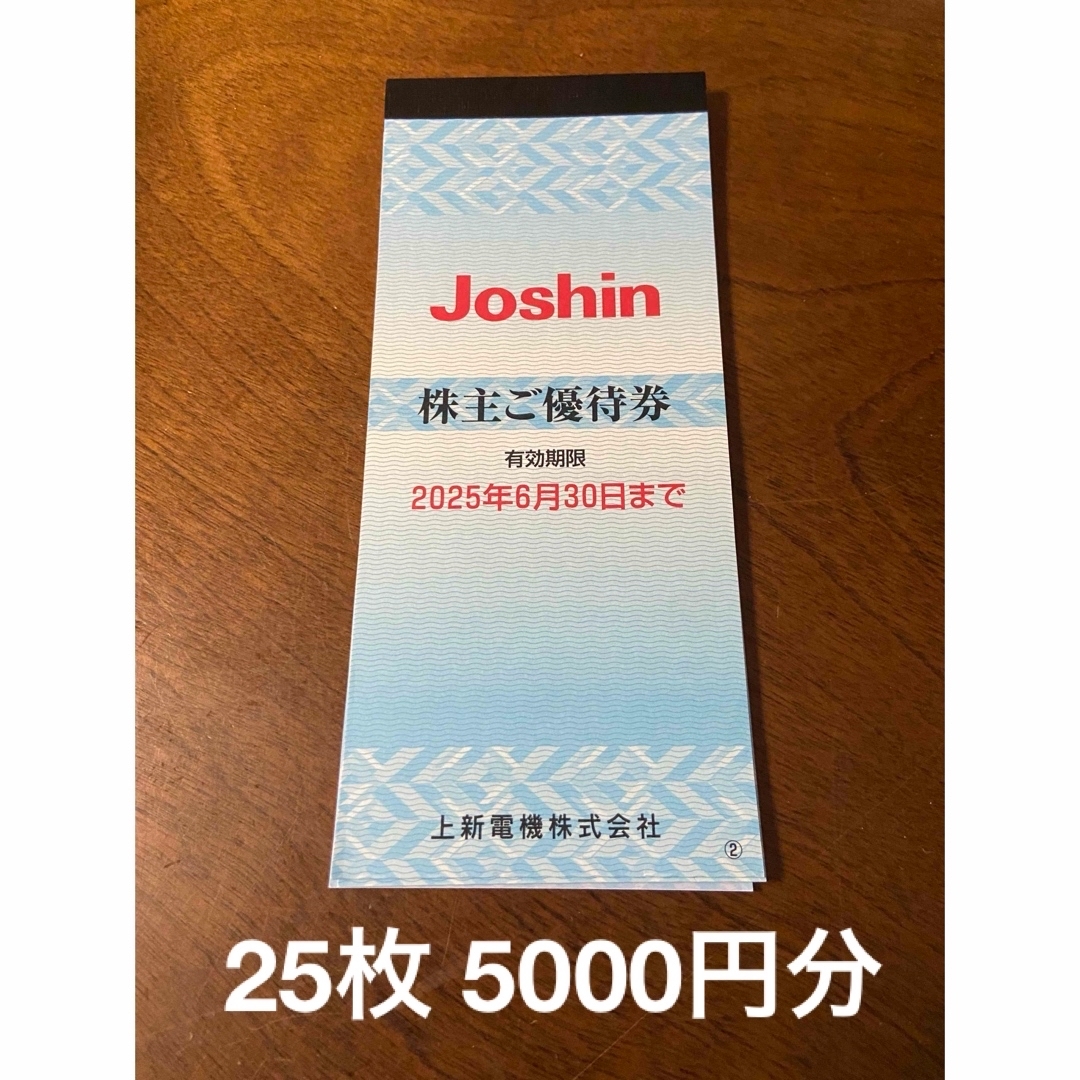 Joshin
株主ご優待券
有効期限
2025年6月30日まで
上新電機株式会社
②
25枚 5000円分